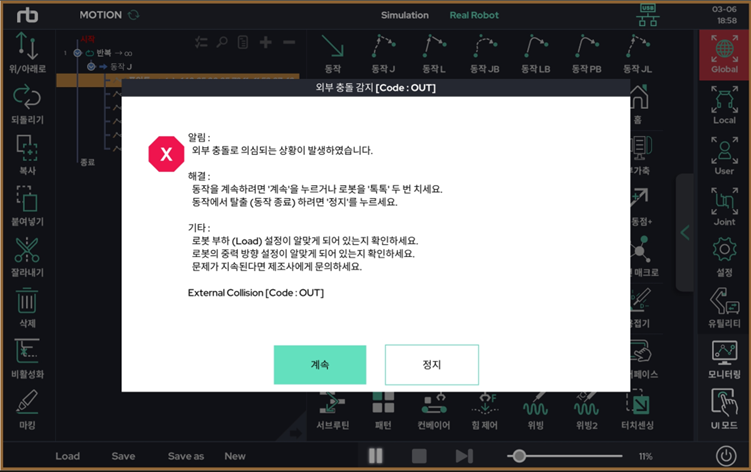 rb MOTION Simulation Real Robot USB 03-06
18:58
위/아래로
되돌리기
복사
붙여넣기
잘라내기
삭제
비활성화
마킹
시작
1 반복 → ∞
동작 J
종료
동작 동작 J 동작 L 동작 JB 동작 LB 동작 PB 동작 JL
외부 충돌 감지 [Code : OUT]
X
알림 :
외부 충돌로 의심되는 상황이 발생하였습니다.
해결 :
동작을 계속하려면 '계속'을 누르거나 로봇을 '톡톡' 두 번 치세요.
동작에서 탈출 (동작 종료) 하려면 '정지'를 누르세요.
기타 :
로봇 부하 (Load) 설정이 알맞게 되어 있는지 확인하세요.
로봇의 중력 방향 설정이 알맞게 되어 있는지 확인하세요.
문제가 지속된다면 제조사에게 문의하세요.
External Collision [Code : OUT]
계속 정지
홈
부가축
동작점+
매크로
용접기
터페이스
서브루틴 패턴 컨베이어 힘 제어 위빙 위빙2 터치센싱
Global
Local
User
Joint
설정
유틸리티
모니터링
UI 모드
Load Save Save as New 11%